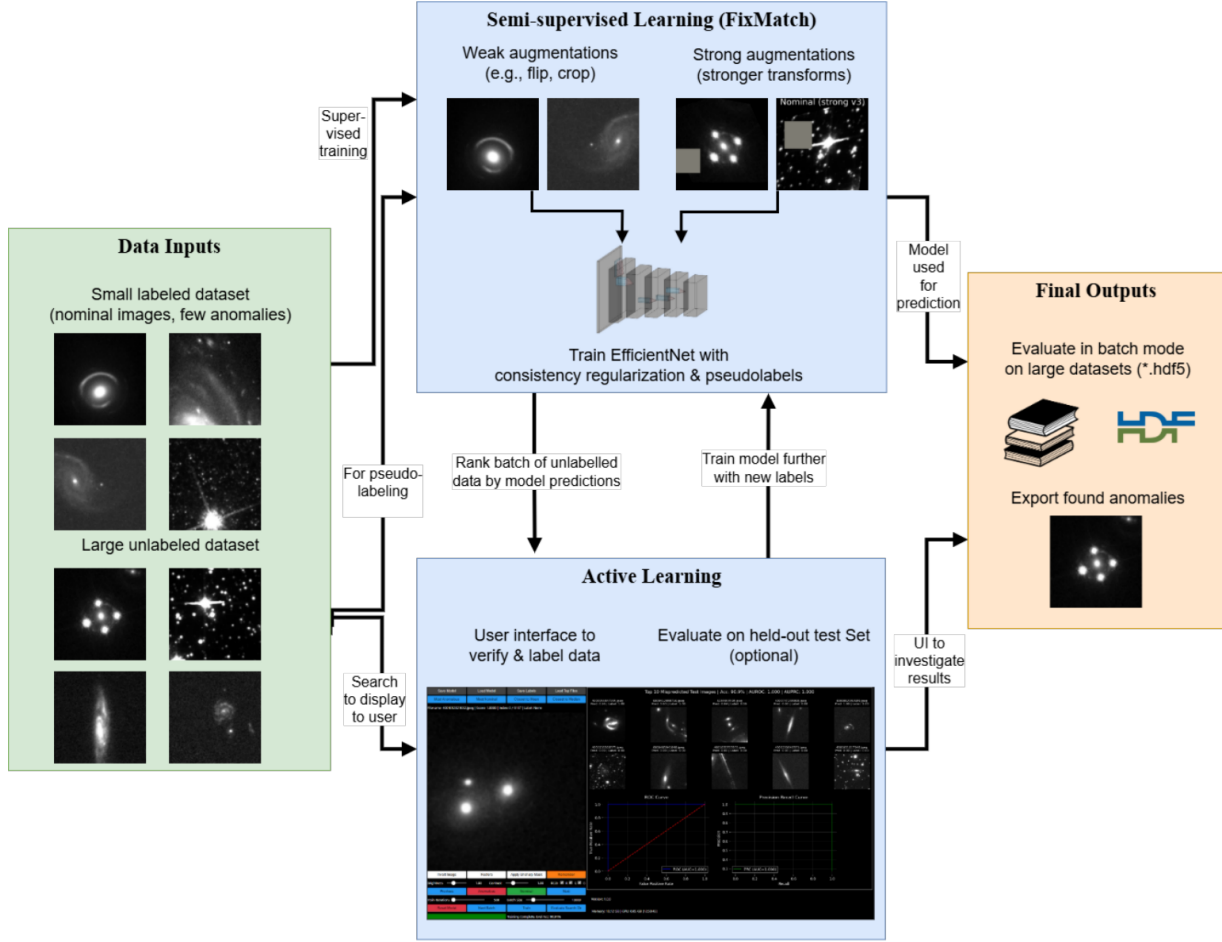 Semi-supervised Learning (FixMatch)
Weak augmentations
(e.g., flip, crop)
Strong augmentations
(stronger transforms)
Nominal (strong v3)
Super-
vised
training
Data Inputs
Small labeled dataset
(nominal images, few anomalies)
Large unlabeled dataset
For pseudo-
labeling
Search
to display
to user
Train EfficientNet with
consistency regularization & pseudolabels
Rank batch of unlabelled
data by model predictions
Train model further
with new labels
Model
used
for
prediction
Final Outputs
Evaluate in batch mode
on large datasets (*.hdf5)
HDF
Export found anomalies
UI to
investigate
results
Active Learning
User interface to
verify & label data
Evaluate on held-out test Set
(optional)
ROC Curve
Precision-Recall Curve
False Positive Rate
Recall